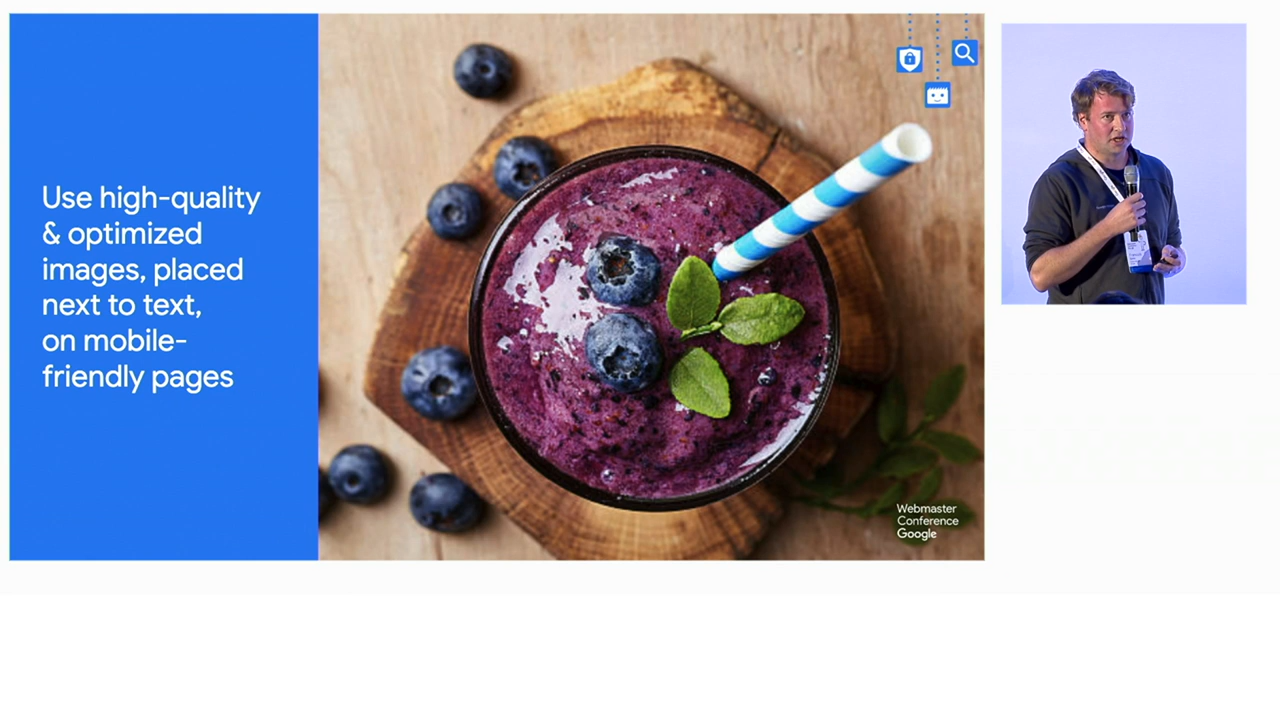 Use high-quality
& optimized
images, placed
next to text,
on mobile-
friendly pages
Webmaster
Conference
Google